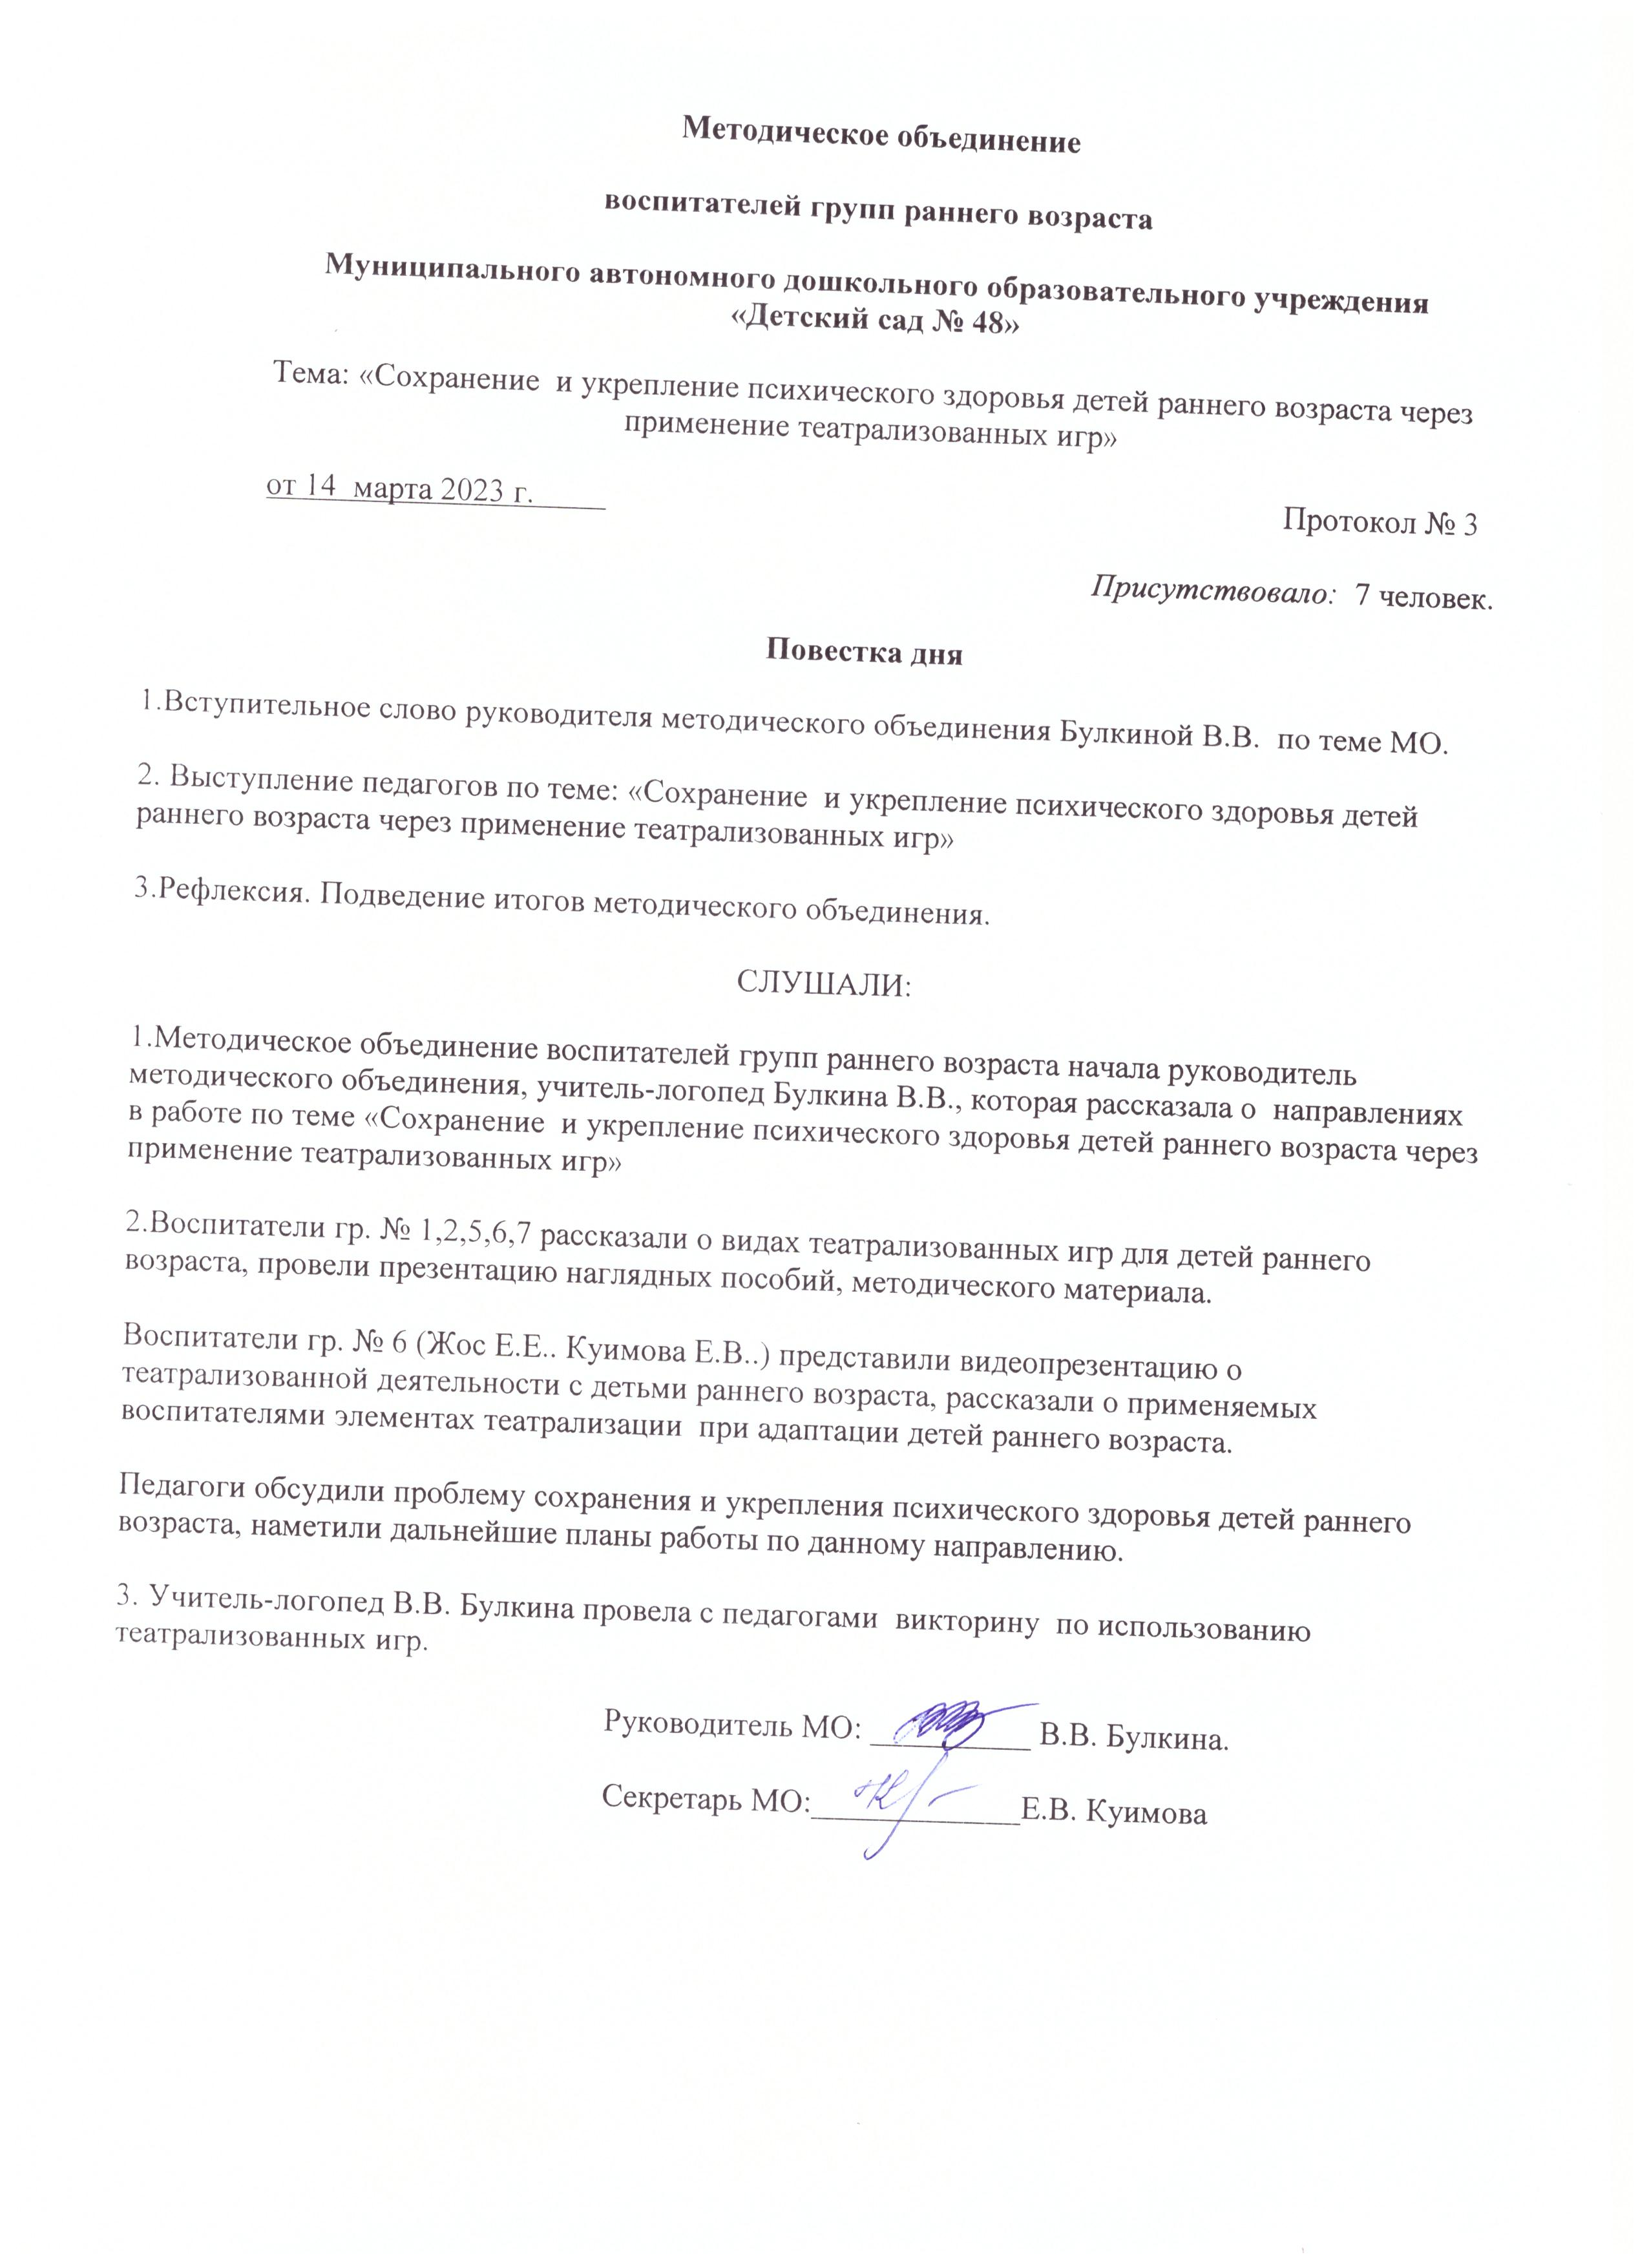 Методическое объединение
воспитателей групп раннего возраста
Муниципального автономного дошкольного образовательного учреждения
«Детский сад № 48»
Тема: «Сохранение  и укрепление психического здоровья детей раннего возраста через
применение театрализованных игр»
от 14  марта 2023 г.
Протокол № 3
Присутствовало:  7 человек.
Повестка дня
1.Вступительное слово руководителя методического объединения Булкиной В.В.  по теме МО.
2. Выступление педагогов по теме: «Сохранение  и укрепление психического здоровья детей
раннего возраста через применение театрализованных игр»
3.Рефлексия. Подведение итогов методического объединения.
СЛУШАЛИ:
1.Методическое объединение воспитателей групп раннего возраста начала руководитель
методического объединения, учитель-логопед Булкина В.В., которая рассказала о  направлениях
в работе по теме «Сохранение  и укрепление психического здоровья детей раннего возраста через
применение театрализованных игр»
2.Воспитатели гр. № 1,2,5,6,7 рассказали о видах театрализованных игр для детей раннего
возраста, провели презентацию наглядных пособий, методического материала.
Воспитатели гр. № 6 (Жос Е.Е.. Куимова Е.В..) представили видеопрезентацию о
театрализованной деятельности с детьми раннего возраста, рассказали о применяемых
воспитателями элементах театрализации  при адаптации детей раннего возраста.
Педагоги обсудили проблему сохранения и укрепления психического здоровья детей раннего
возраста, наметили дальнейшие планы работы по данному направлению.
3. Учитель-логопед В.В. Булкина провела с педагогами  викторину  по использованию
театрализованных игр.
Руководитель МО: __________ В.В. Булкина.
Секретарь МО:_____________Е.В. Куимова